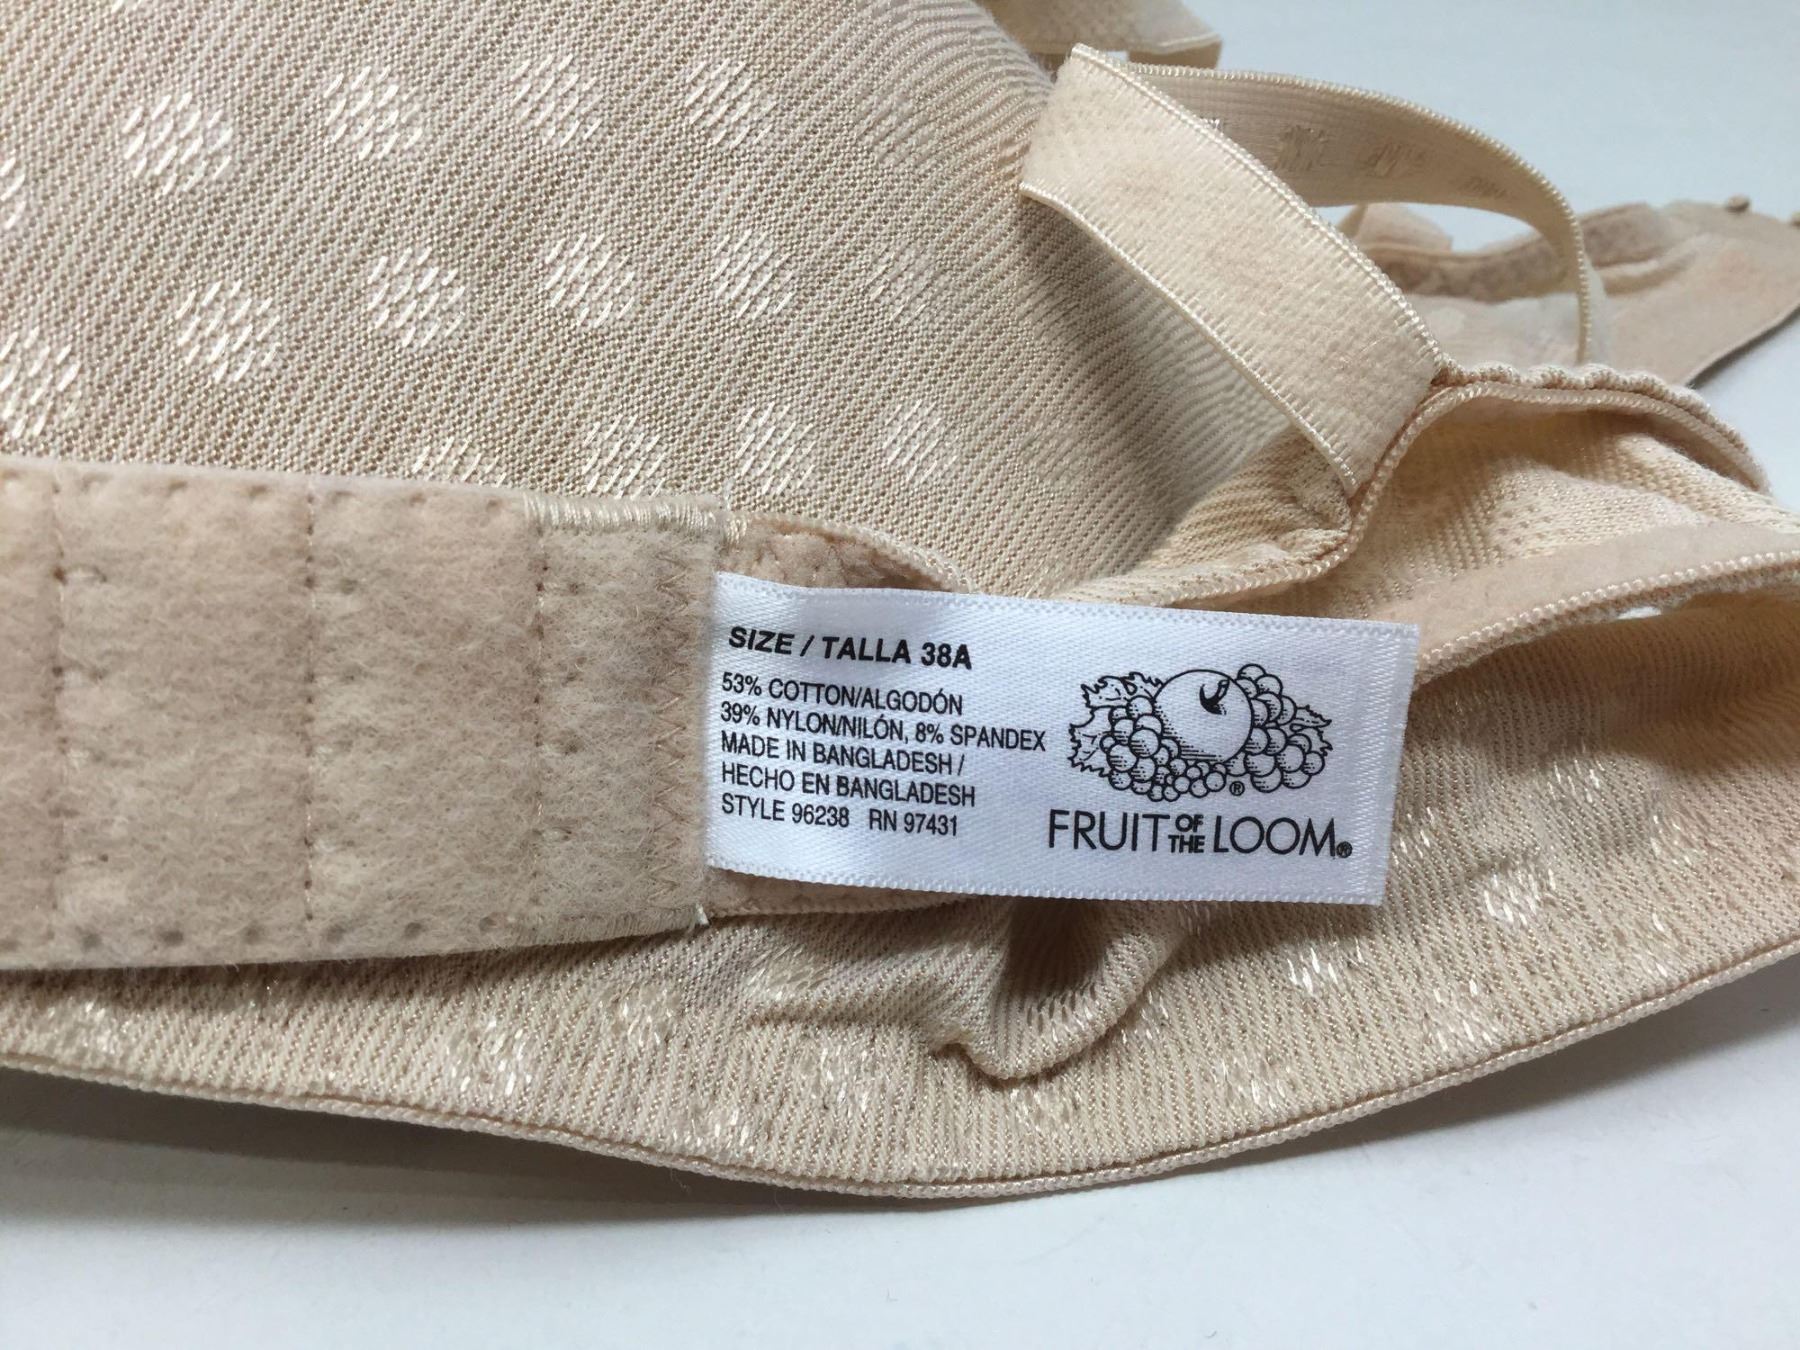 SIZE / TALLA 38A
53% COTTON/ALGODÓN
39% NYLON/NILÓN, 8% SPANDEX
MADE IN BANGLADESH /
HECHO EN BANGLADESH
STYLE 96238 RN 97431
®
FRUIT OF THE LOOM®